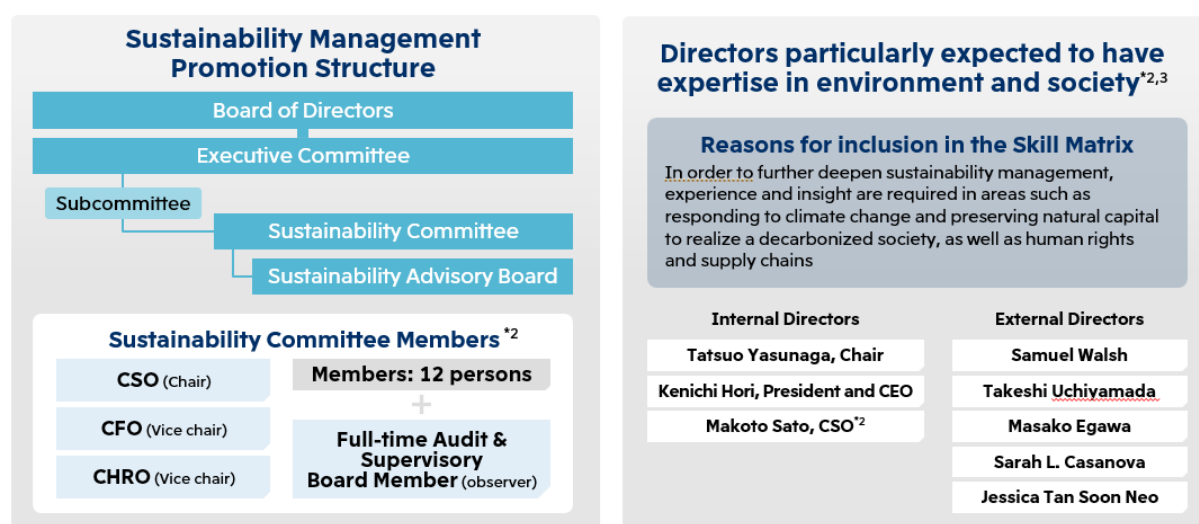 Sustainability Management
Promotion Structure
Board of Directors
Executive Committee
Subcommittee
Sustainability Committee
Sustainability Advisory Board
Sustainability Committee Members *2
CSO (Chair)
CFO (Vice chair)
CHRO (Vice chair)
Members: 12 persons
+
Full-time Audit &
Supervisory
Board Member (observer)
Directors particularly expected to have
expertise in environment and society*2,3
Reasons for inclusion in the Skill Matrix
In order to further deepen sustainability management,
experience and insight are required in areas such as
responding to climate change and preserving natural capital
to realize a decarbonized society, as well as human rights
and supply chains
Internal Directors
Tatsuo Yasunaga, Chair
Kenichi Hori, President and CEO
Makoto Sato, CSO*2
External Directors
Samuel Walsh
Takeshi Uchiyamada
Masako Egawa
Sarah L. Casanova
Jessica Tan Soon Neo